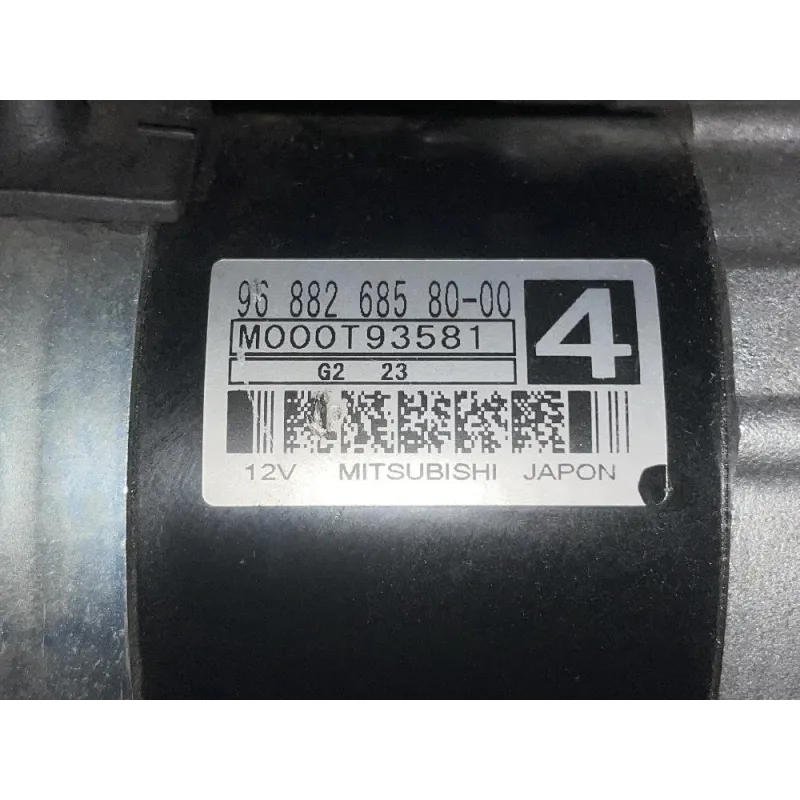 96 882 685 80-00
M000T93581
4
G2 23
12V MITSUBISHI JAPON